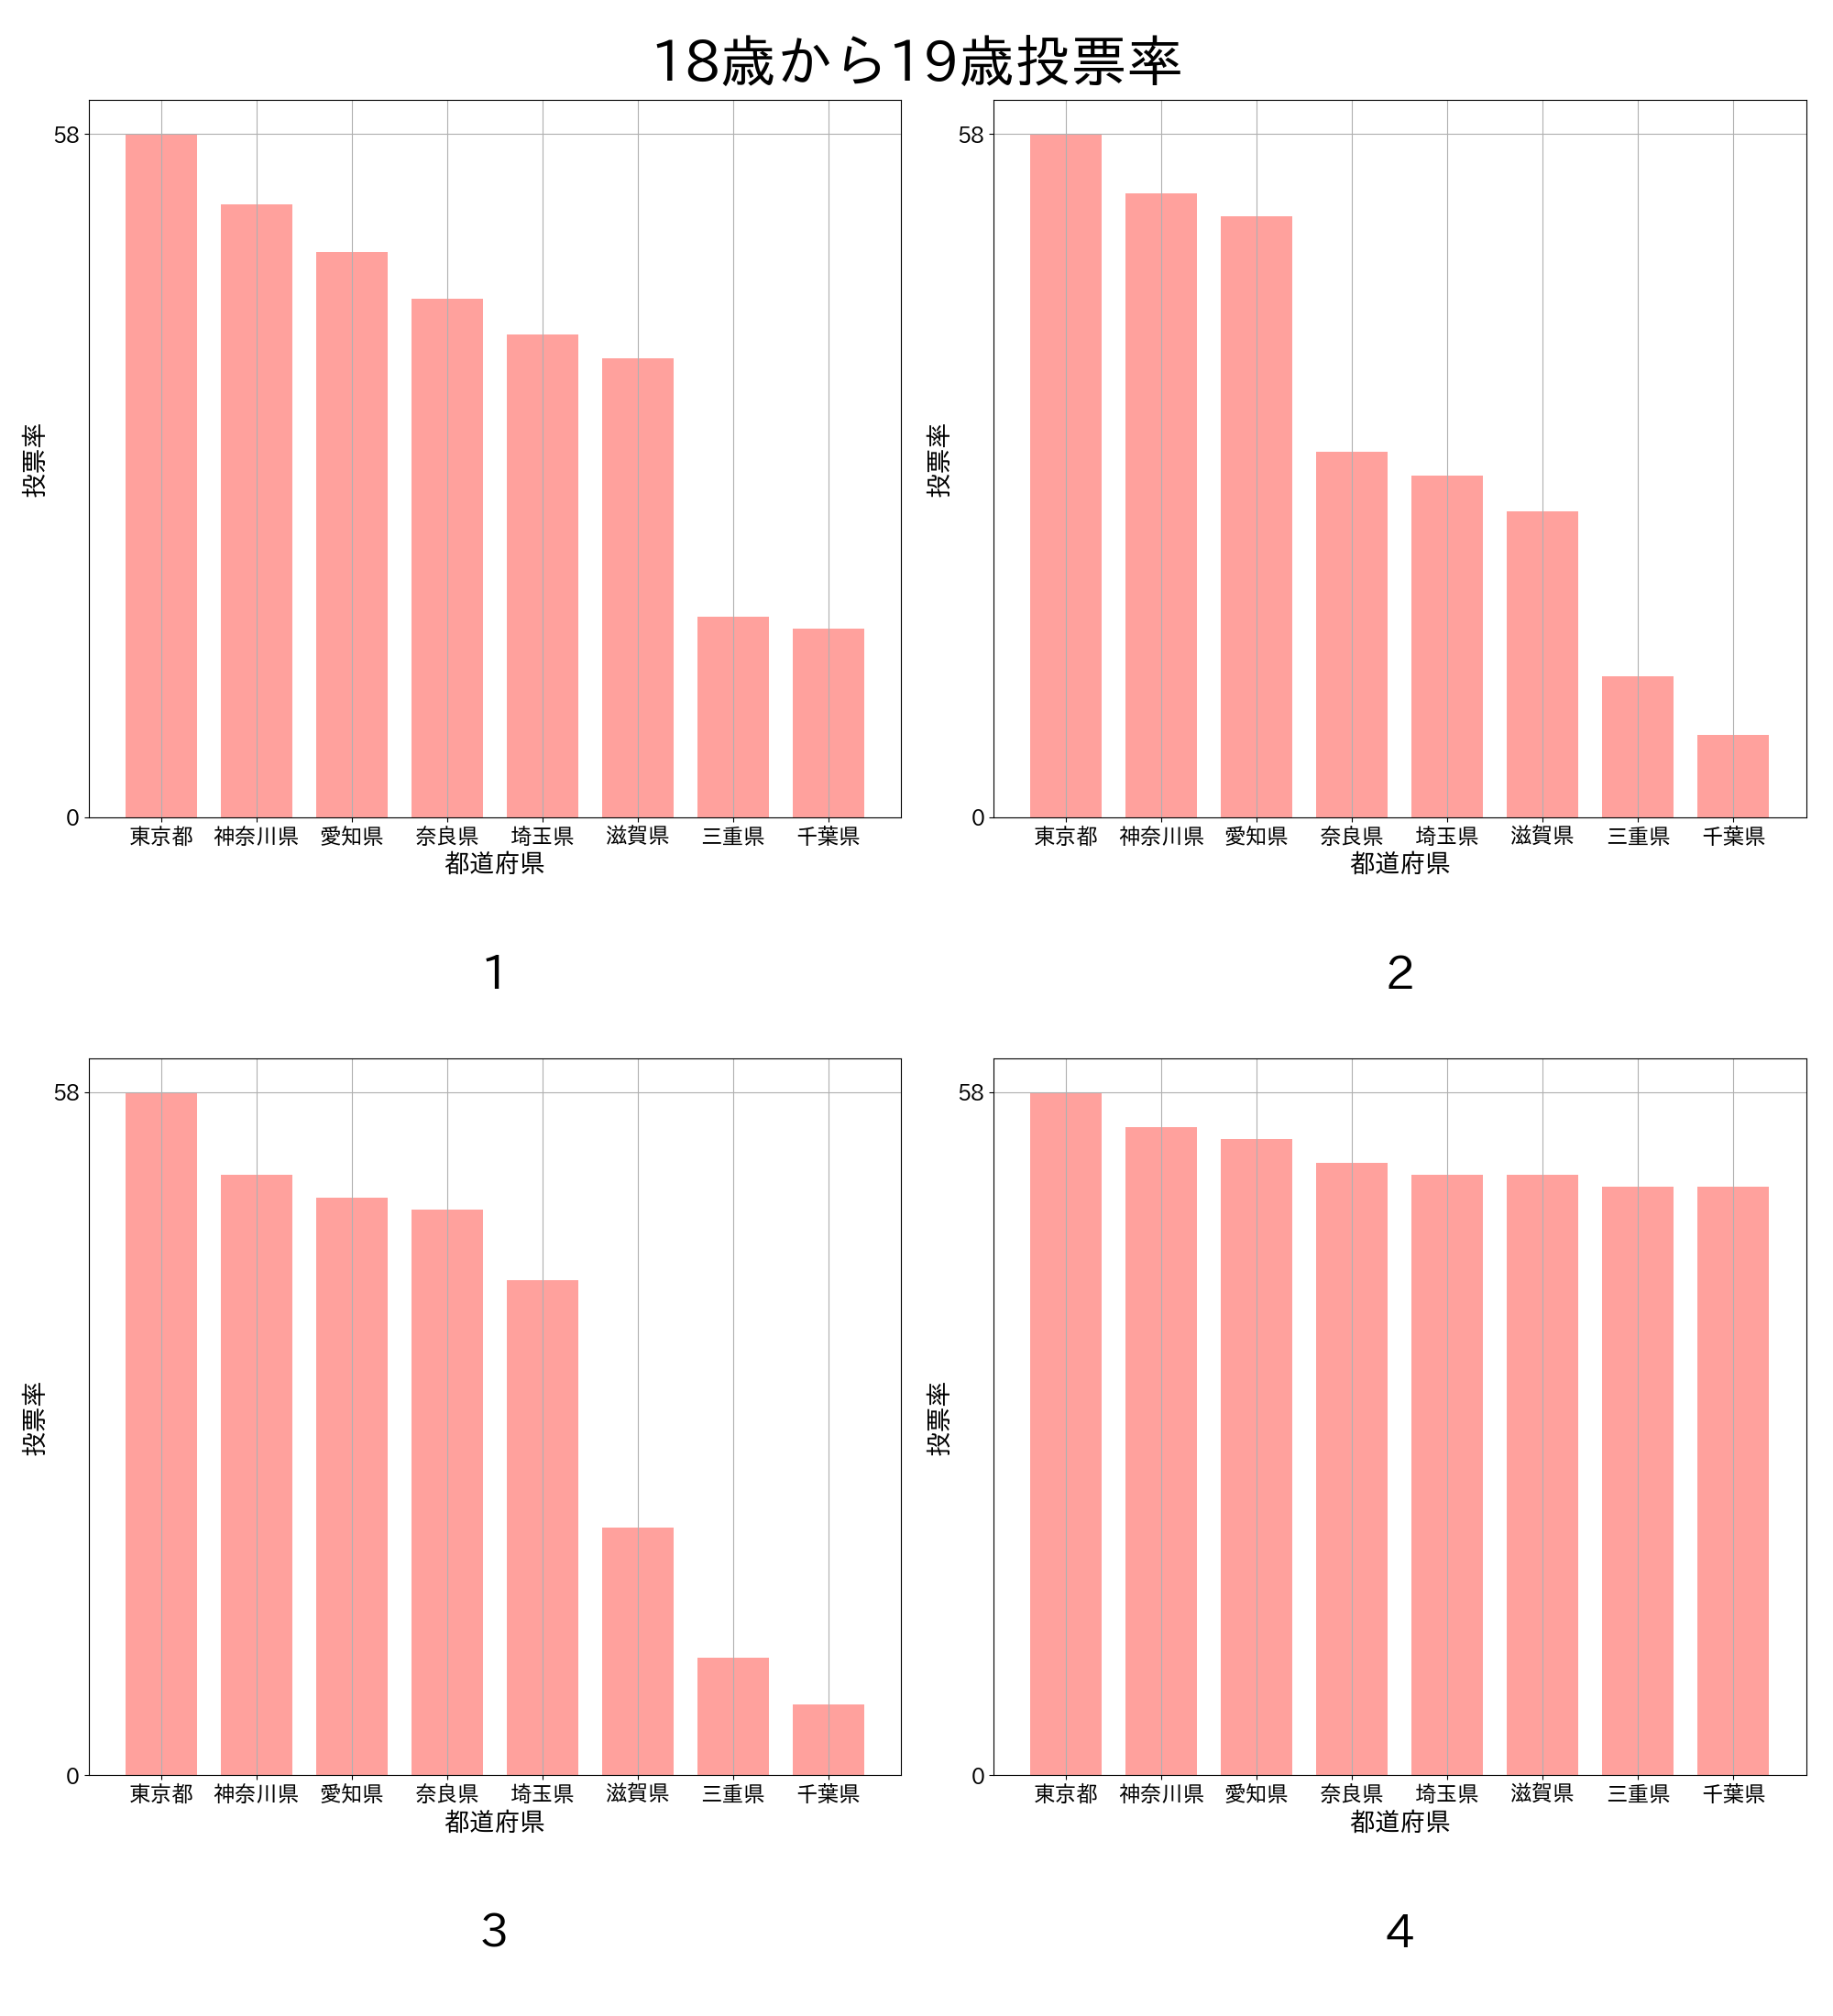 18歳から19歳投票率
58
0
投票率
東京都 神奈川県 愛知県 奈良県 埼玉県 滋賀県 三重県 千葉県
都道府県
1
58
0
投票率
東京都 神奈川県 愛知県 奈良県 埼玉県 滋賀県 三重県 千葉県
都道府県
2
58
0
投票率
東京都 神奈川県 愛知県 奈良県 埼玉県 滋賀県 三重県 千葉県
都道府県
3
58
0
投票率
東京都 神奈川県 愛知県 奈良県 埼玉県 滋賀県 三重県 千葉県
都道府県
4